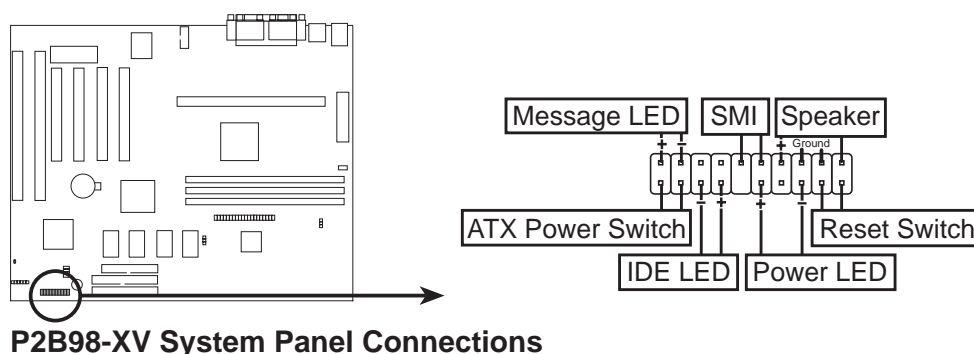 Message LED
SMI
Speaker
+
–
+
Ground
–
+
+
–
ATX Power Switch
Reset Switch
IDE LED
Power LED
P2B98-XV System Panel Connections